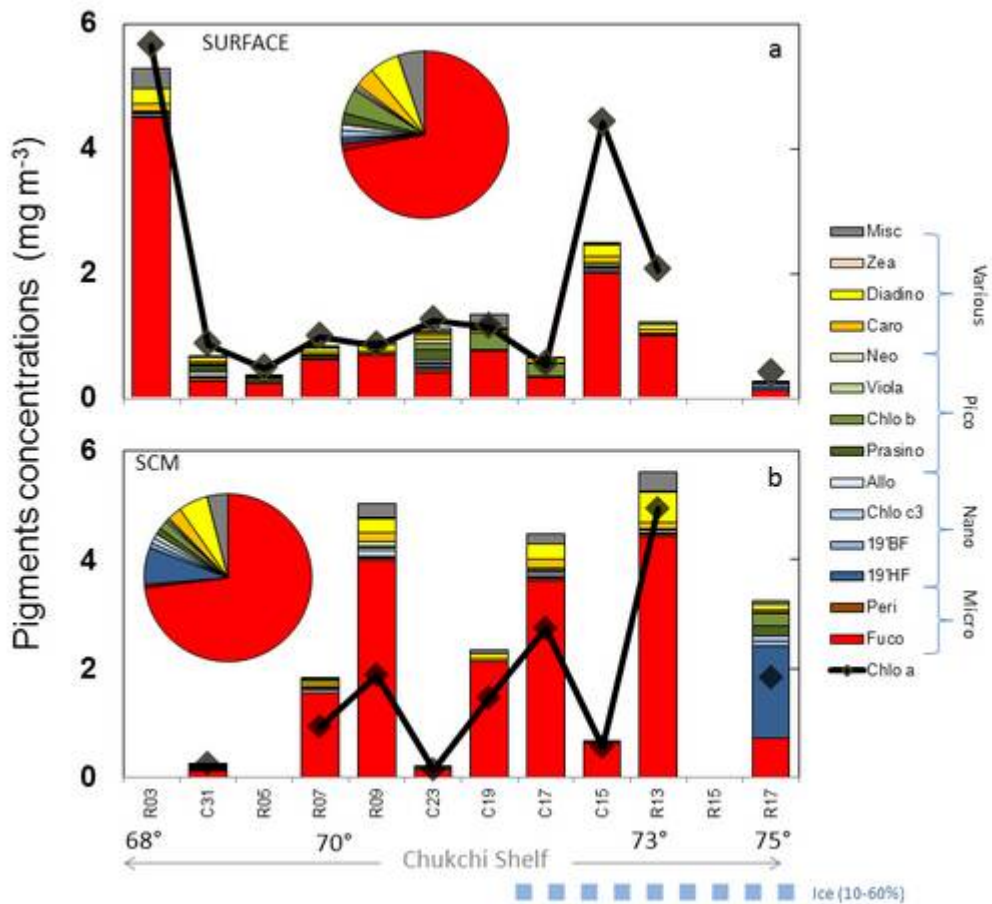 Pigments concentrations (mg m⁻³)
SURFACE
a
6
4
2
0
SCM
b
6
4
2
0
R03
C31
R05
R07
R09
C23
C19
C17
C15
R13
R15
R17
68°
70°
73°
75°
Chukchi Shelf
Ice (10-60%)
Misc
Zea
Diadino
Caro
Neo
Viola
Chlo b
Prasino
Allo
Chlo c3
19'BF
19'HF
Peri
Fuco
Chlo a
Various
Pico
Nano
Micro